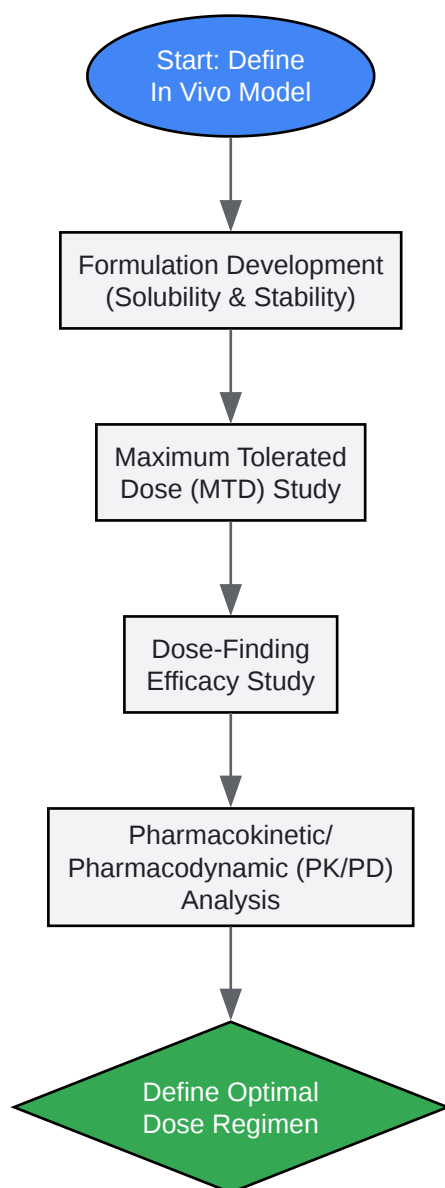 Start: Define
In Vivo Model
Formulation Development
(Solubility & Stability)
Maximum Tolerated
Dose (MTD) Study
Dose-Finding
Efficacy Study
Pharmacokinetic/
Pharmacodynamic (PK/PD)
Analysis
Define Optimal
Dose Regimen